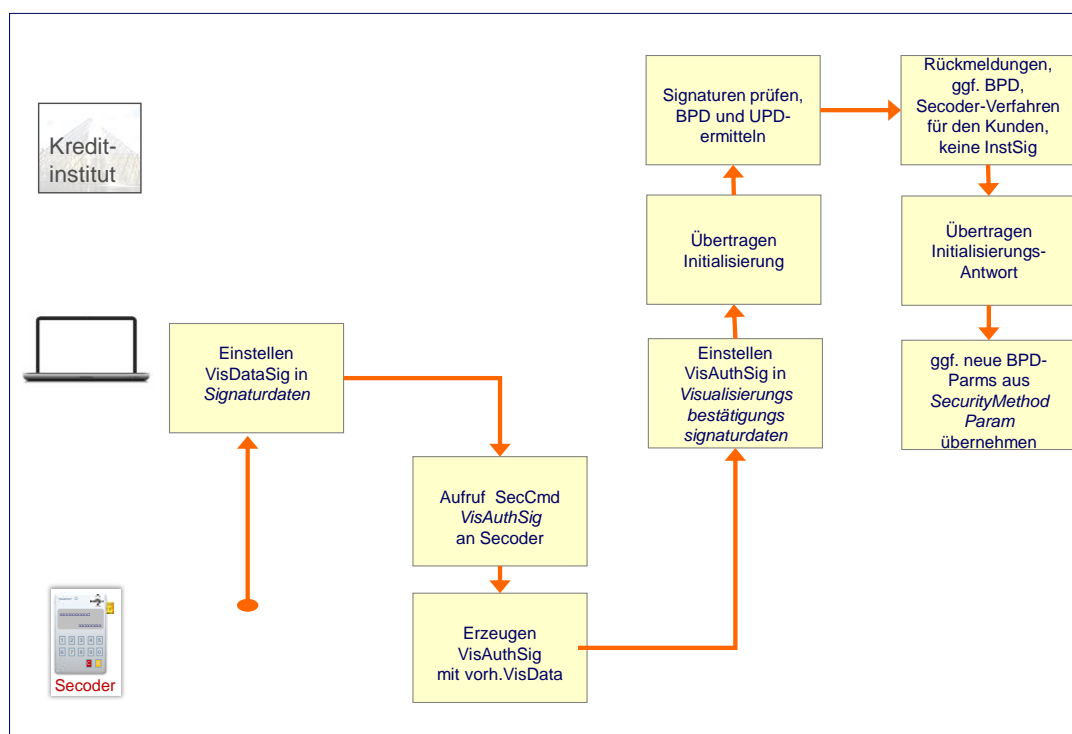 Kredit-
institut
Signaturen prüfen,
BPD und UPD-
ermitteln
Rückmeldungen,
ggf. BPD,
Secoder-Verfahren
für den Kunden,
keine InstSig
Übertragen
Initialisierung
Übertragen
Initialisierungs-
Antwort
Einstellen
VisDataSig in
Signaturdaten
Einstellen
VisAuthSig in
Visualisierungs
bestätigungs
signaturdaten
ggf. neue BPD-
Parms aus
SecurityMethod
Param
übernehmen
Aufruf SecCmd
VisAuthSig
an Secoder
Erzeugen
VisAuthSig
mit vorh.VisData
Secoder